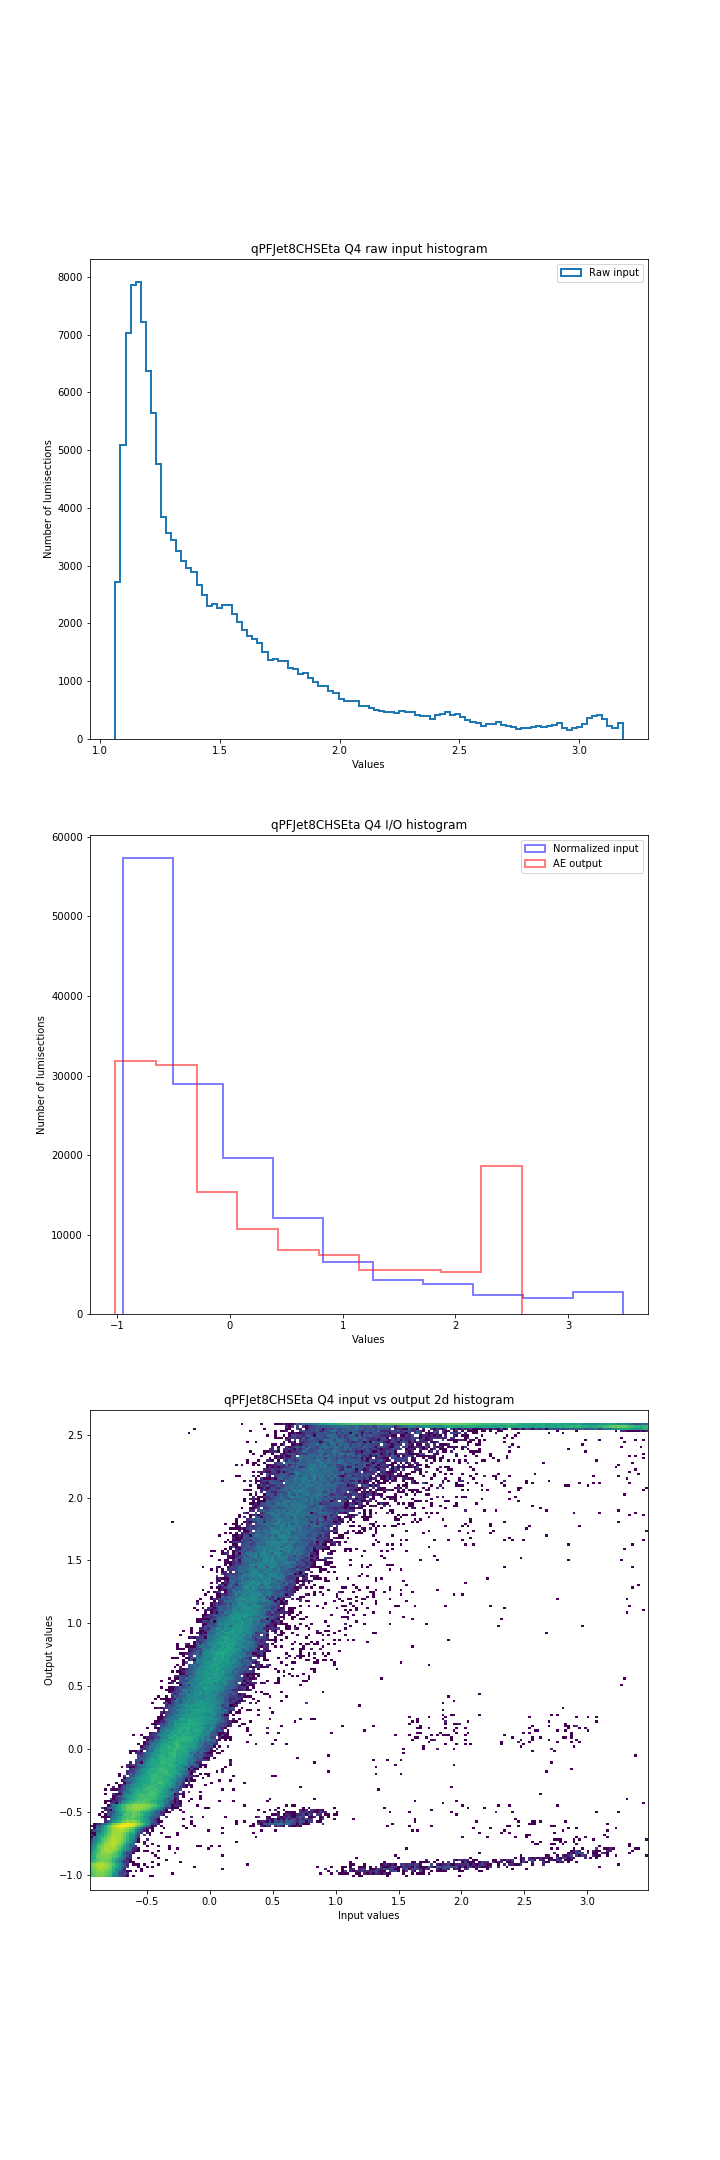 qPFJet8CHSEta Q4 raw input histogram
Raw input
8000
7000
6000
5000
4000
3000
2000
1000
0
Number of lumisections
1.0 1.5 2.0 2.5 3.0
Values
qPFJet8CHSEta Q4 I/O histogram
Normalized input
AE output
60000
50000
40000
30000
20000
10000
0
Number of lumisections
−1 0 1 2 3
Values
qPFJet8CHSEta Q4 input vs output 2d histogram
2.5
2.0
1.5
1.0
0.5
0.0
−0.5
−1.0
Output values
−0.5 0.0 0.5 1.0 1.5 2.0 2.5 3.0
Input values